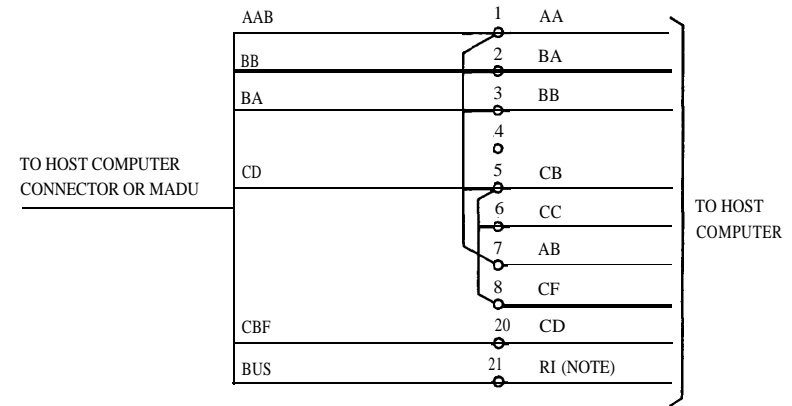 AAB 1 AA
BB 2 BA
BA 3 BB
4
TO HOST COMPUTER
CONNECTOR OR MADU
CD 5 CB
6 CC
TO HOST
COMPUTER
7 AB
8 CF
CBF 20 CD
BUS 21 RI (NOTE)